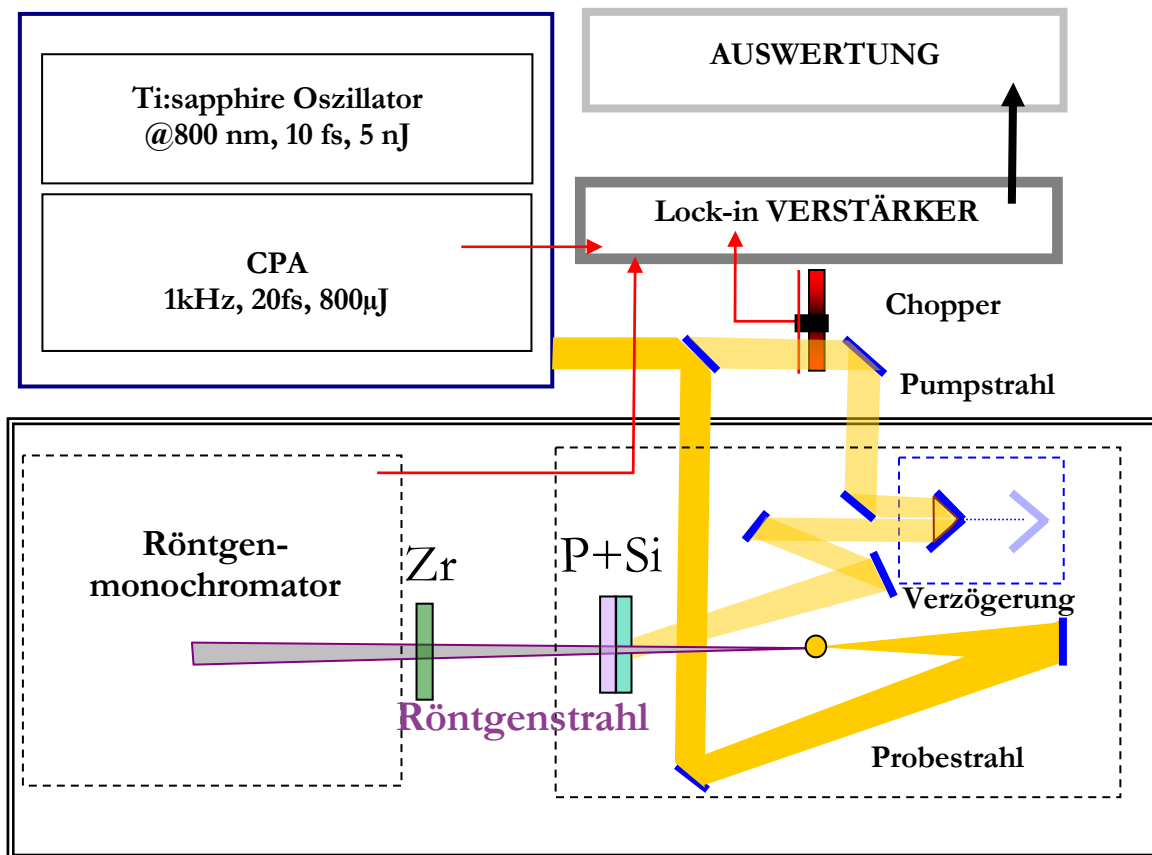 Ti:sapphire Oszillator
@800 nm, 10 fs, 5 nJ
CPA
1kHz, 20fs, 800µJ
AUSWERTUNG
Lock-in VERSTÄRKER
Chopper
Pumpstrahl
Röntgen-
monochromator
Zr
P+Si
Verzögerung
Röntgenstrahl
Probestrahl